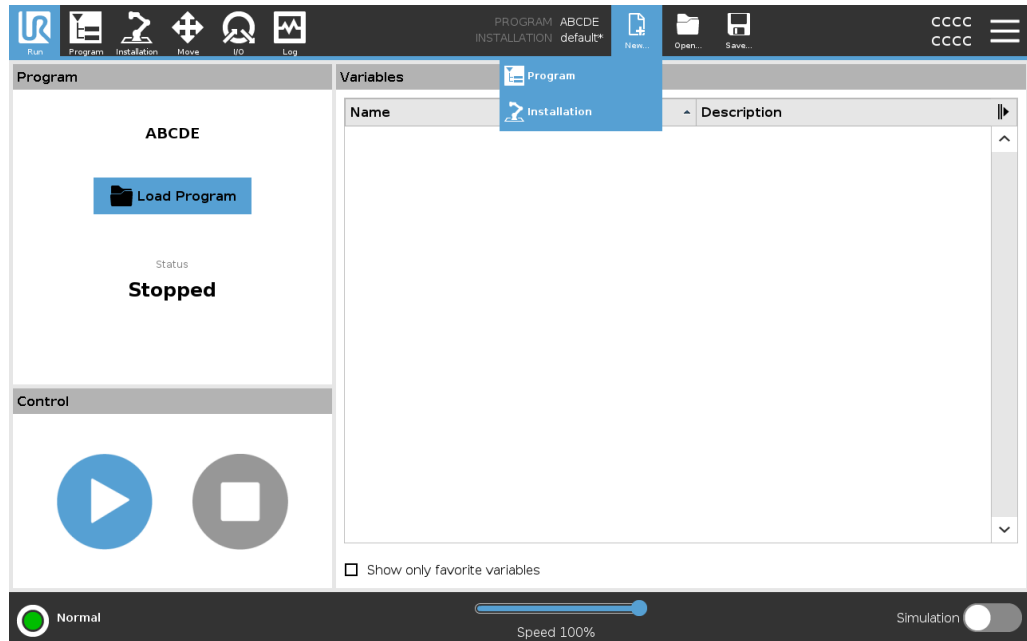 Run
Program
Installation
Move
I/O
Log
PROGRAM ABCDE
INSTALLATION default*
New...
Open...
Save...
CCCC
CCCC
Program
Installation
Program
ABCDE
Load Program
Status
Stopped
Control
Variables
Name
Description
Show only favorite variables
Normal
Speed 100%
Simulation